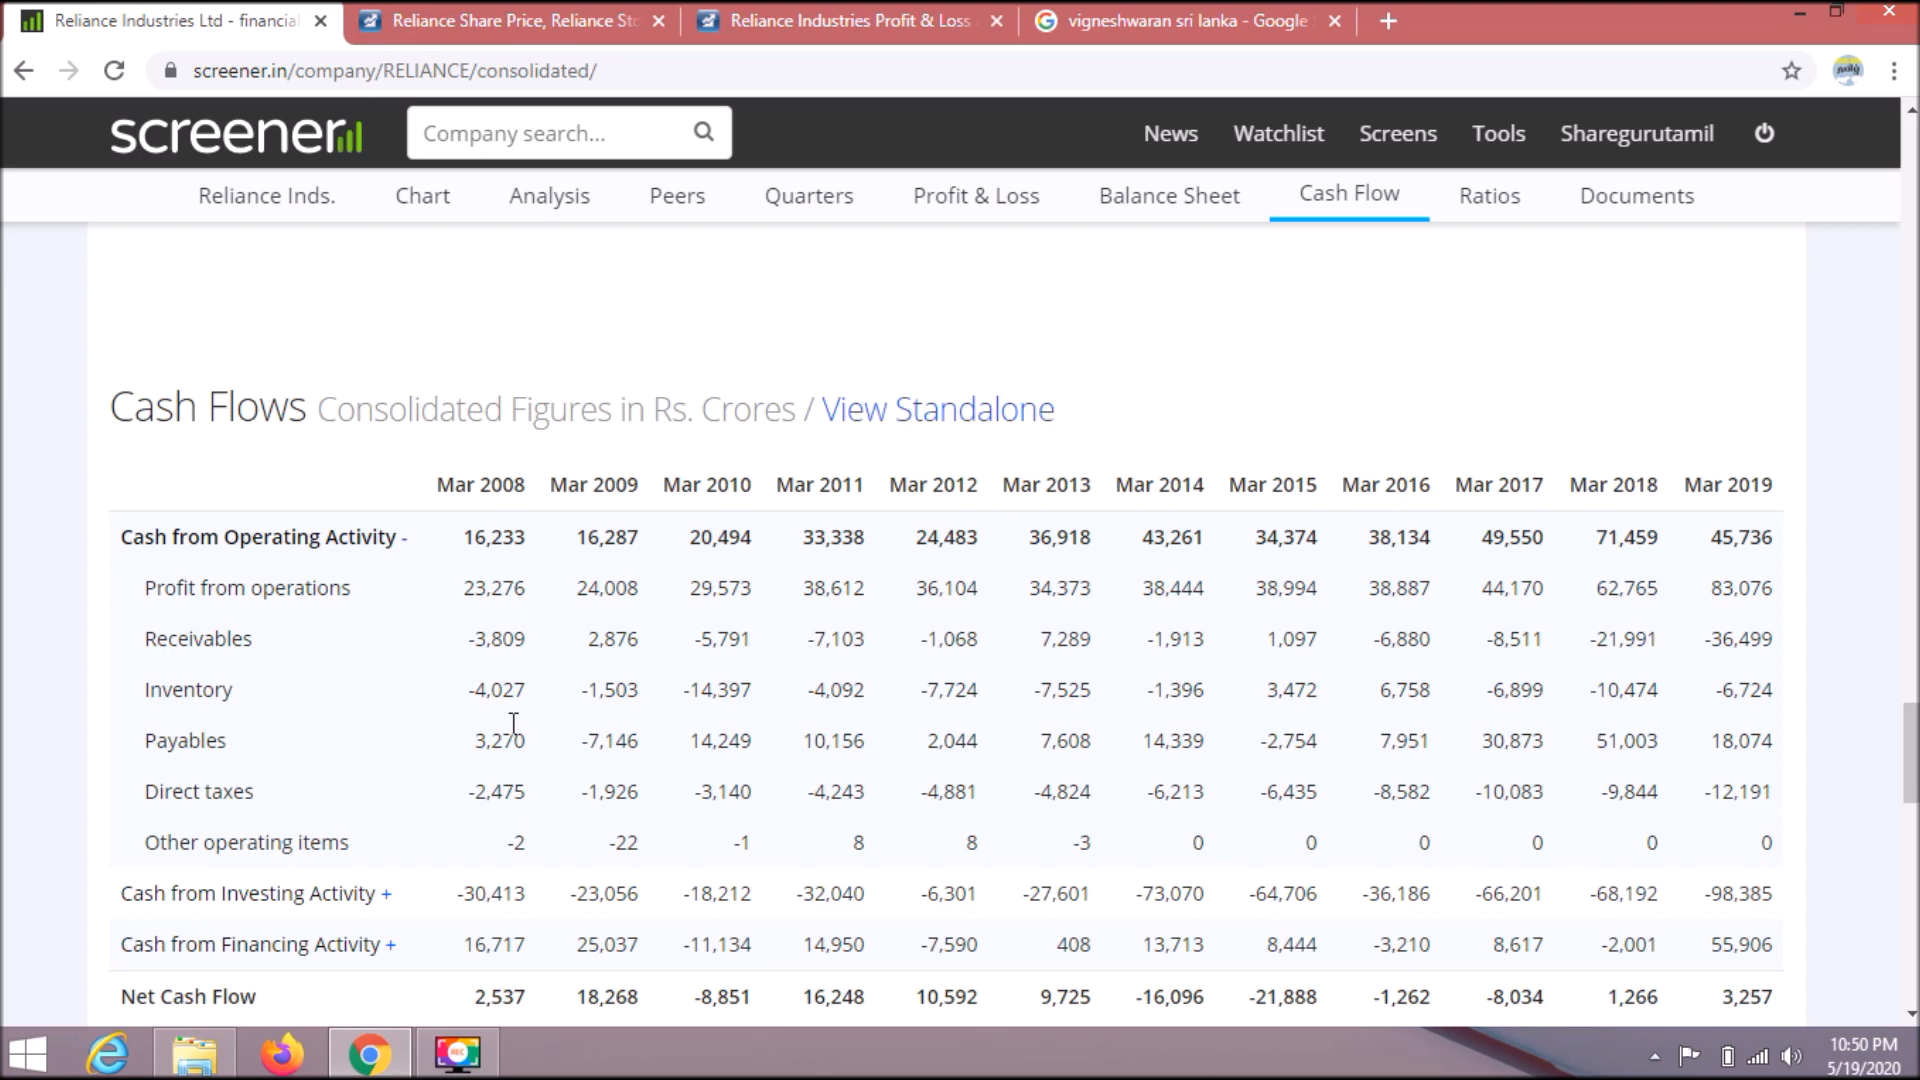 Reliance Industries Ltd - financia
Reliance Share Price, Reliance Sto
Reliance Industries Profit & Loss
vigneshwaran sri lanka - Google
screener.in/company/RELIANCE/consolidated/
screener
Company search...
News Watchlist Screens Tools Sharegurutamil
Reliance Inds. Chart Analysis Peers Quarters Profit & Loss Balance Sheet Cash Flow Ratios Documents
Cash Flows Consolidated Figures in Rs. Crores / View Standalone
Mar 2008 Mar 2009 Mar 2010 Mar 2011 Mar 2012 Mar 2013 Mar 2014 Mar 2015 Mar 2016 Mar 2017 Mar 2018 Mar 2019
Cash from Operating Activity - 16,233 16,287 20,494 33,338 24,483 36,918 43,261 34,374 38,134 49,550 71,459 45,736
Profit from operations 23,276 24,008 29,573 38,612 36,104 34,373 38,444 38,994 38,887 44,170 62,765 83,076
Receivables -3,809 2,876 -5,791 -7,103 -1,068 7,289 -1,913 1,097 -6,880 -8,511 -21,991 -36,499
Inventory -4,027 -1,503 -14,397 -4,092 -7,724 -7,525 -1,396 3,472 6,758 -6,899 -10,474 -6,724
Payables 3,270 -7,146 14,249 10,156 2,044 7,608 14,339 -2,754 7,951 30,873 51,003 18,074
Direct taxes -2,475 -1,926 -3,140 -4,243 -4,881 -4,824 -6,213 -6,435 -8,582 -10,083 -9,844 -12,191
Other operating items -2 -22 -1 8 8 -3 0 0 0 0 0 0
Cash from Investing Activity + -30,413 -23,056 -18,212 -32,040 -6,301 -27,601 -73,070 -64,706 -36,186 -66,201 -68,192 -98,385
Cash from Financing Activity + 16,717 25,037 -11,134 14,950 -7,590 408 13,713 8,444 -3,210 8,617 -2,001 55,906
Net Cash Flow 2,537 18,268 -8,851 16,248 10,592 9,725 -16,096 -21,888 -1,262 -8,034 1,266 3,257
REC
10:50 PM
5/19/2020